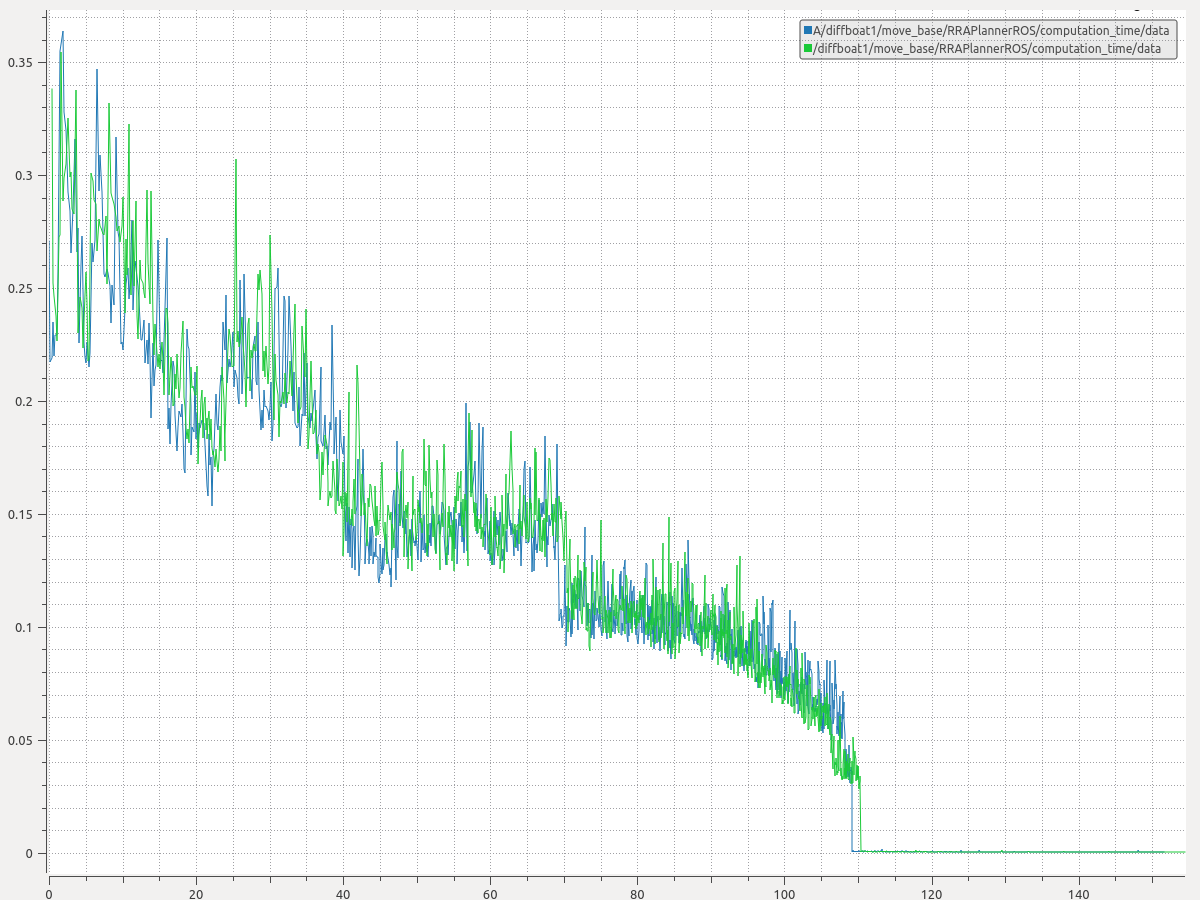 A/diffboat1/move_base/RRAPlannerROS/computation_time/data
/diffboat1/move_base/RRAPlannerROS/computation_time/data
0.35
0.3
0.25
0.2
0.15
0.1
0.05
0
0 20 40 60 80 100 120 140